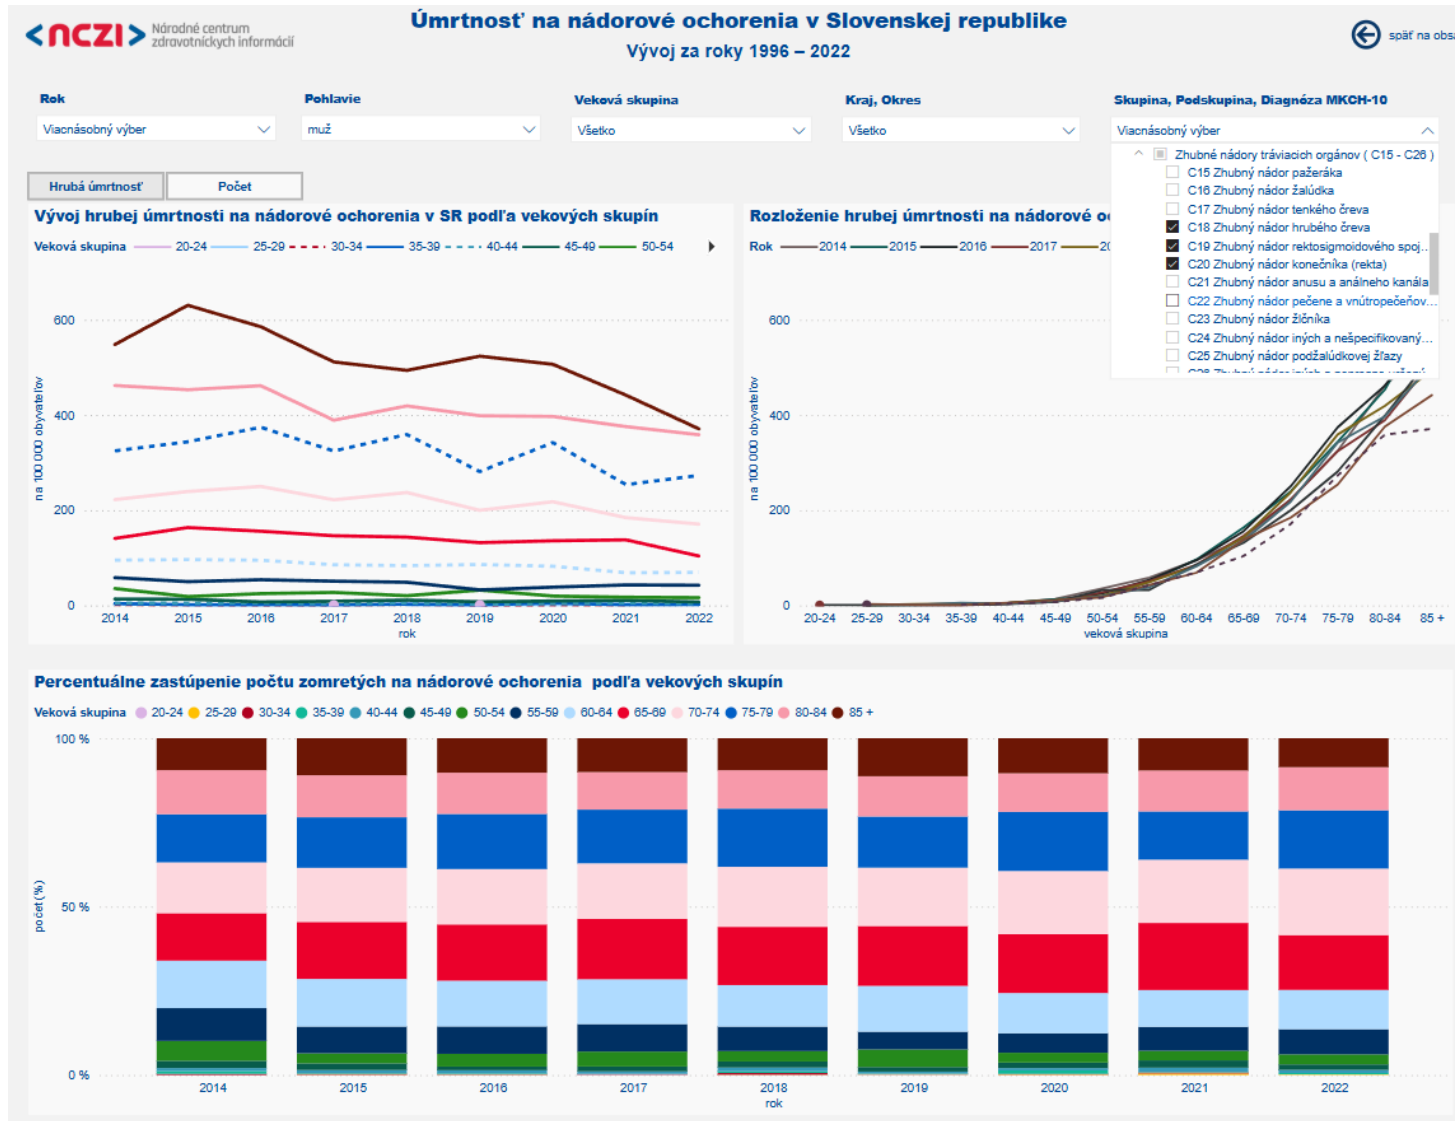 Úmrtnosť na nádorové ochorenia v Slovenskej republike
Vývoj za roky 1996 – 2022
nczi
Národné centrum
zdravotníckych informácií
späť na obsa
Rok
Viacnásobný výber
Pohlavie
muž
Veková skupina
Všetko
Kraj, Okres
Všetko
Skupina, Podskupina, Diagnóza MKCH-10
Viacnásobný výber
Zhubné nádory tráviacich orgánov ( C15 - C26 )
C15 Zhubný nádor pažeráka
C16 Zhubný nádor žalúdka
C17 Zhubný nádor tenkého čreva
C18 Zhubný nádor hrubého čreva
C19 Zhubný nádor rektosigmoidového spoj...
C20 Zhubný nádor konečníka (rekta)
C21 Zhubný nádor anusu a análneho kanála
C22 Zhubný nádor pečene a vnútropečeňov...
C23 Zhubný nádor žlčníka
C24 Zhubný nádor iných a nešpecifikovaný...
C25 Zhubný nádor podžalúdkovej žľazy
Hrubá úmrtnosť
Počet
Vývoj hrubej úmrtnosti na nádorové ochorenia v SR podľa vekových skupín
Veková skupina 20-24 25-29 30-34 35-39 40-44 45-49 50-54
na 100 000 obyvateľov
600
400
200
0
2014 2015 2016 2017 2018 2019 2020 2021 2022
rok
Rozloženie hrubej úmrtnosti na nádorové o
Rok 2014 2015 2016 2017 20
na 100 000 obyvateľov
600
400
200
0
20-24 25-29 30-34 35-39 40-44 45-49 50-54 55-59 60-64 65-69 70-74 75-79 80-84 85 +
veková skupina
Percentuálne zastúpenie počtu zomretých na nádorové ochorenia podľa vekových skupín
Veková skupina 20-24 25-29 30-34 35-39 40-44 45-49 50-54 55-59 60-64 65-69 70-74 75-79 80-84 85 +
počet (%)
100 %
50 %
0 %
2014 2015 2016 2017 2018 2019 2020 2021 2022
rok